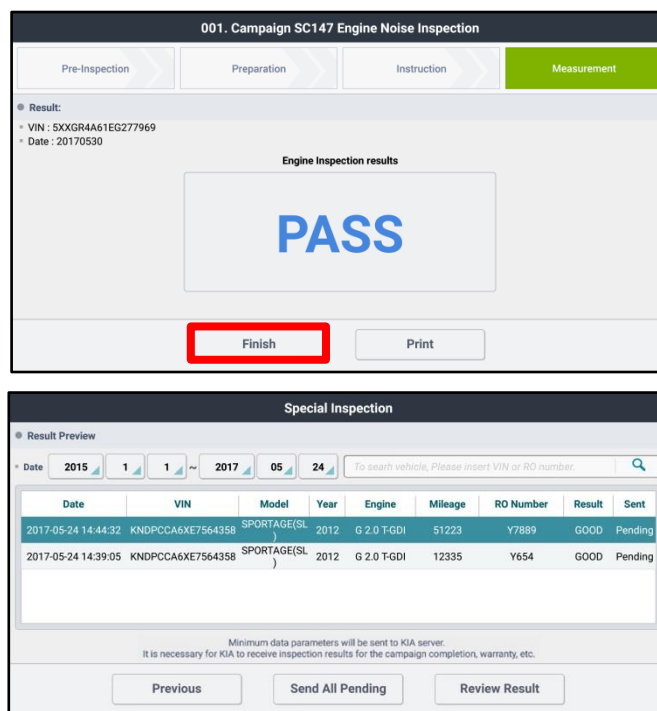 001. Campaign SC147 Engine Noise Inspection
Pre-Inspection Preparation Instruction Measurement
Result:
VIN : 5XXGR4A61EG277969
Date : 20170530
Engine Inspection results
PASS
Finish Print
Special Inspection
Result Preview
Date 2015 1 1 ~ 2017 05 24 To searh vehicle, Please insert VIN or RO number.
Date VIN Model Year Engine Mileage RO Number Result Sent
2017-05-24 14:44:32 KNDPCCA6XE7564358 SPORTAGE(SL
) 2012 G 2.0 T-GDI 51223 Y7889 GOOD Pending
2017-05-24 14:39:05 KNDPCCA6XE7564358 SPORTAGE(SL
) 2012 G 2.0 T-GDI 12335 Y654 GOOD Pending
Minimum data parameters will be sent to KIA server.
It is necessary for KIA to receive inspection results for the campaign completion, warranty, etc.
Previous Send All Pending Review Result